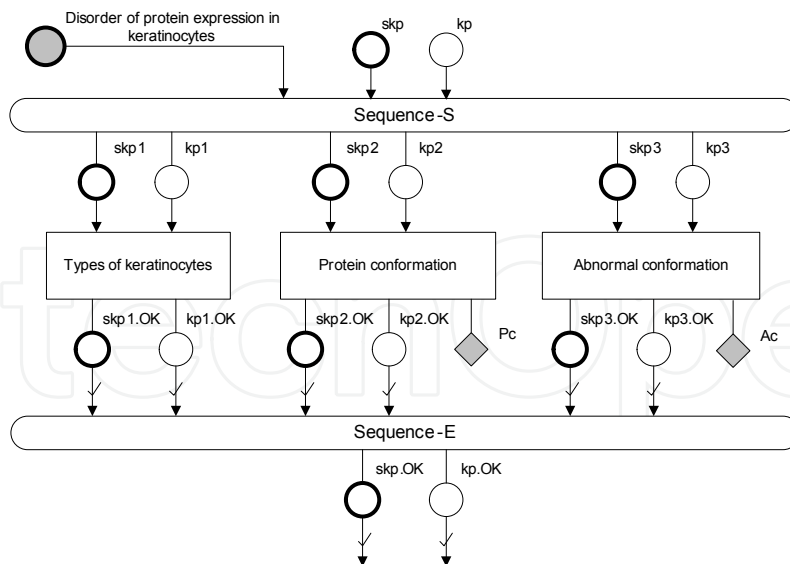 Disorder of protein expression in
keratinocytes
skp
kp
Sequence-S
skp1
kp1
skp2
kp2
skp3
kp3
Types of keratinocytes
Protein conformation
Abnormal conformation
skp1.OK
kp1.OK
skp2.OK
kp2.OK
Pc
skp3.OK
kp3.OK
Ac
Sequence-E
skp.OK
kp.OK